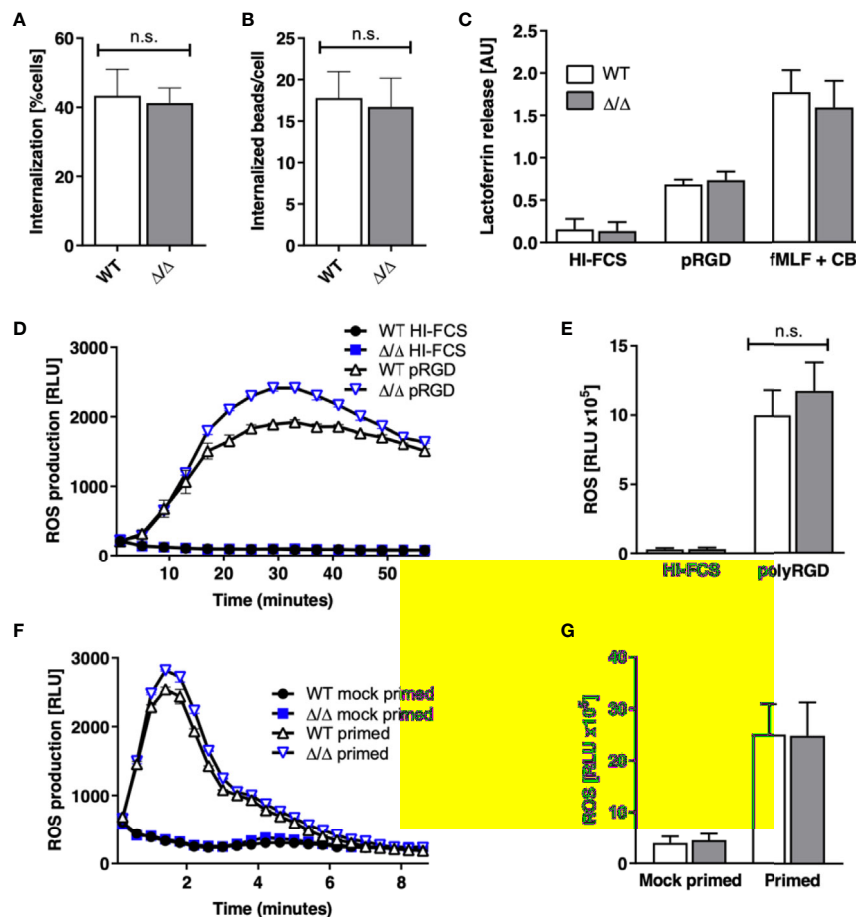 A
n.s.
Internalization [%cells]
60
40
20
0
WT
Δ/Δ
B
n.s.
Internalized beads/cell
25
20
15
10
5
0
WT
Δ/Δ
C
Lactoferrin release [AU]
2.5
2.0
1.5
1.0
0.5
0.0
WT
Δ/Δ
HI-FCS
pRGD
fMLF + CB
D
ROS production [RLU]
3000
2000
1000
0
WT HI-FCS
Δ/Δ HI-FCS
WT pRGD
Δ/Δ pRGD
10
20
30
40
50
Time (minutes)
E
n.s.
ROS [RLU x10⁵]
15
10
5
0
HI-FCS
polyRGD
F
ROS production [RLU]
3000
2000
1000
500
0
WT mock primed
Δ/Δ mock primed
WT primed
Δ/Δ primed
2
4
6
8
Time (minutes)
G
ROS [RLU x10⁵]
40
30
20
10
0
Mock primed
Primed